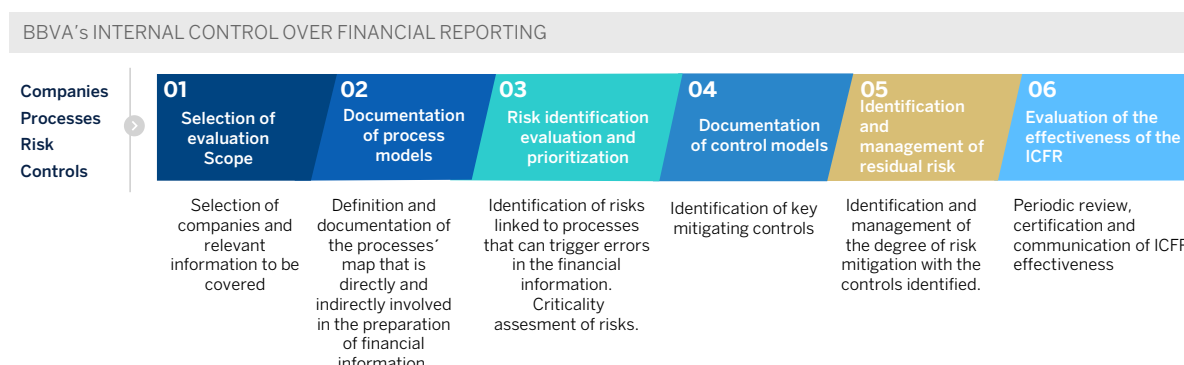 BBVA's INTERNAL CONTROL OVER FINANCIAL REPORTING
Companies
Processes
Risk
Controls
01
Selection of
evaluation
Scope
02
Documentation
of process
models
03
Risk identification
evaluation and
prioritization
04
Documentation
of control models
05
Identification
and
management of
residual risk
06
Evaluation of the
effectiveness of the
ICFR
Selection of
companies and
relevant
information to be
covered
Definition and
documentation of
the processes´
map that is
directly and
indirectly involved
in the preparation
of financial
information
Identification of risks
linked to processes
that can trigger errors
in the financial
information.
Criticality
assesment of risks.
Identification of key
mitigating controls
Identification and
management of
the degree of risk
mitigation with the
controls identified.
Periodic review,
certification and
communication of ICFR
effectiveness